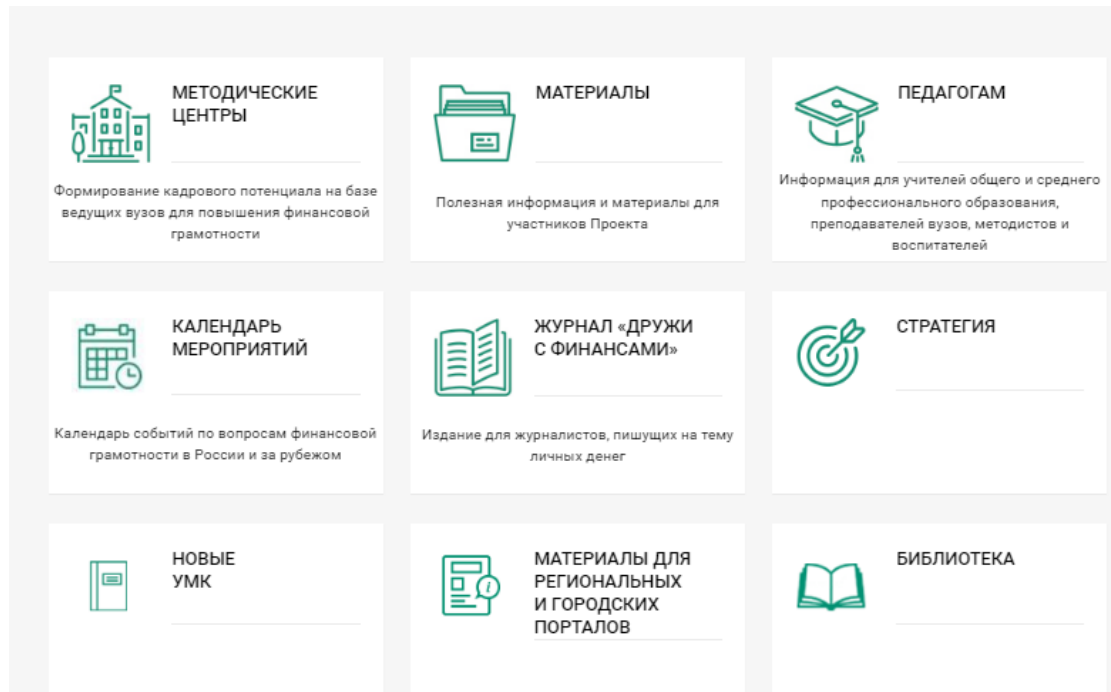 МЕТОДИЧЕСКИЕ
ЦЕНТРЫ
Формирование кадрового потенциала на базе
ведущих вузов для повышения финансовой
грамотности
МАТЕРИАЛЫ
Полезная информация и материалы для
участников Проекта
ПЕДАГОГАМ
Информация для учителей общего и среднего
профессионального образования,
преподавателей вузов, методистов и
воспитателей
КАЛЕНДАРЬ
МЕРОПРИЯТИЙ
Календарь событий по вопросам финансовой
грамотности в России и за рубежом
ЖУРНАЛ «ДРУЖИ
С ФИНАНСАМИ»
Издание для журналистов, пишущих на тему
личных денег
СТРАТЕГИЯ
НОВЫЕ
УМК
МАТЕРИАЛЫ ДЛЯ
РЕГИОНАЛЬНЫХ
И ГОРОДСКИХ
ПОРТАЛОВ
БИБЛИОТЕКА